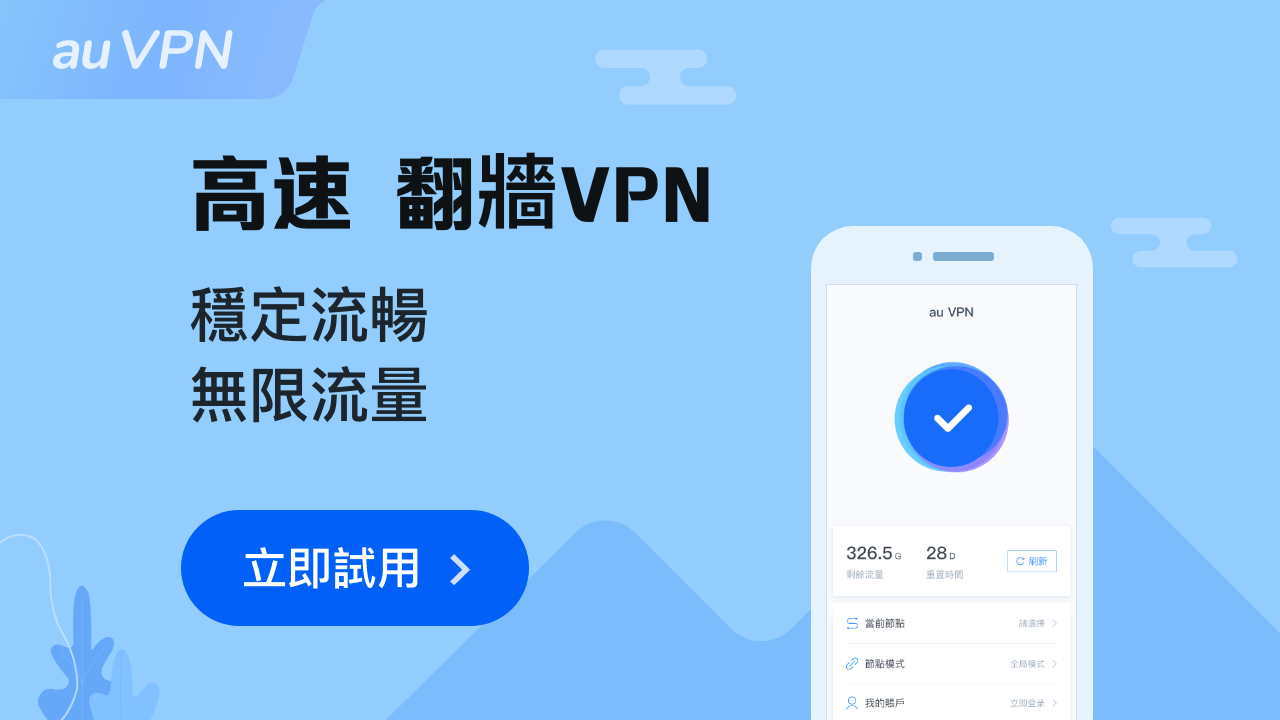 au VPN
高速 翻牆VPN
穩定流暢
無限流量
立即試用
au VPN
326.5 G
28 D
剩餘流量
重置時間
刷新
當前節點
請選擇
節點模式
全局模式
我的賬戶
立即登录